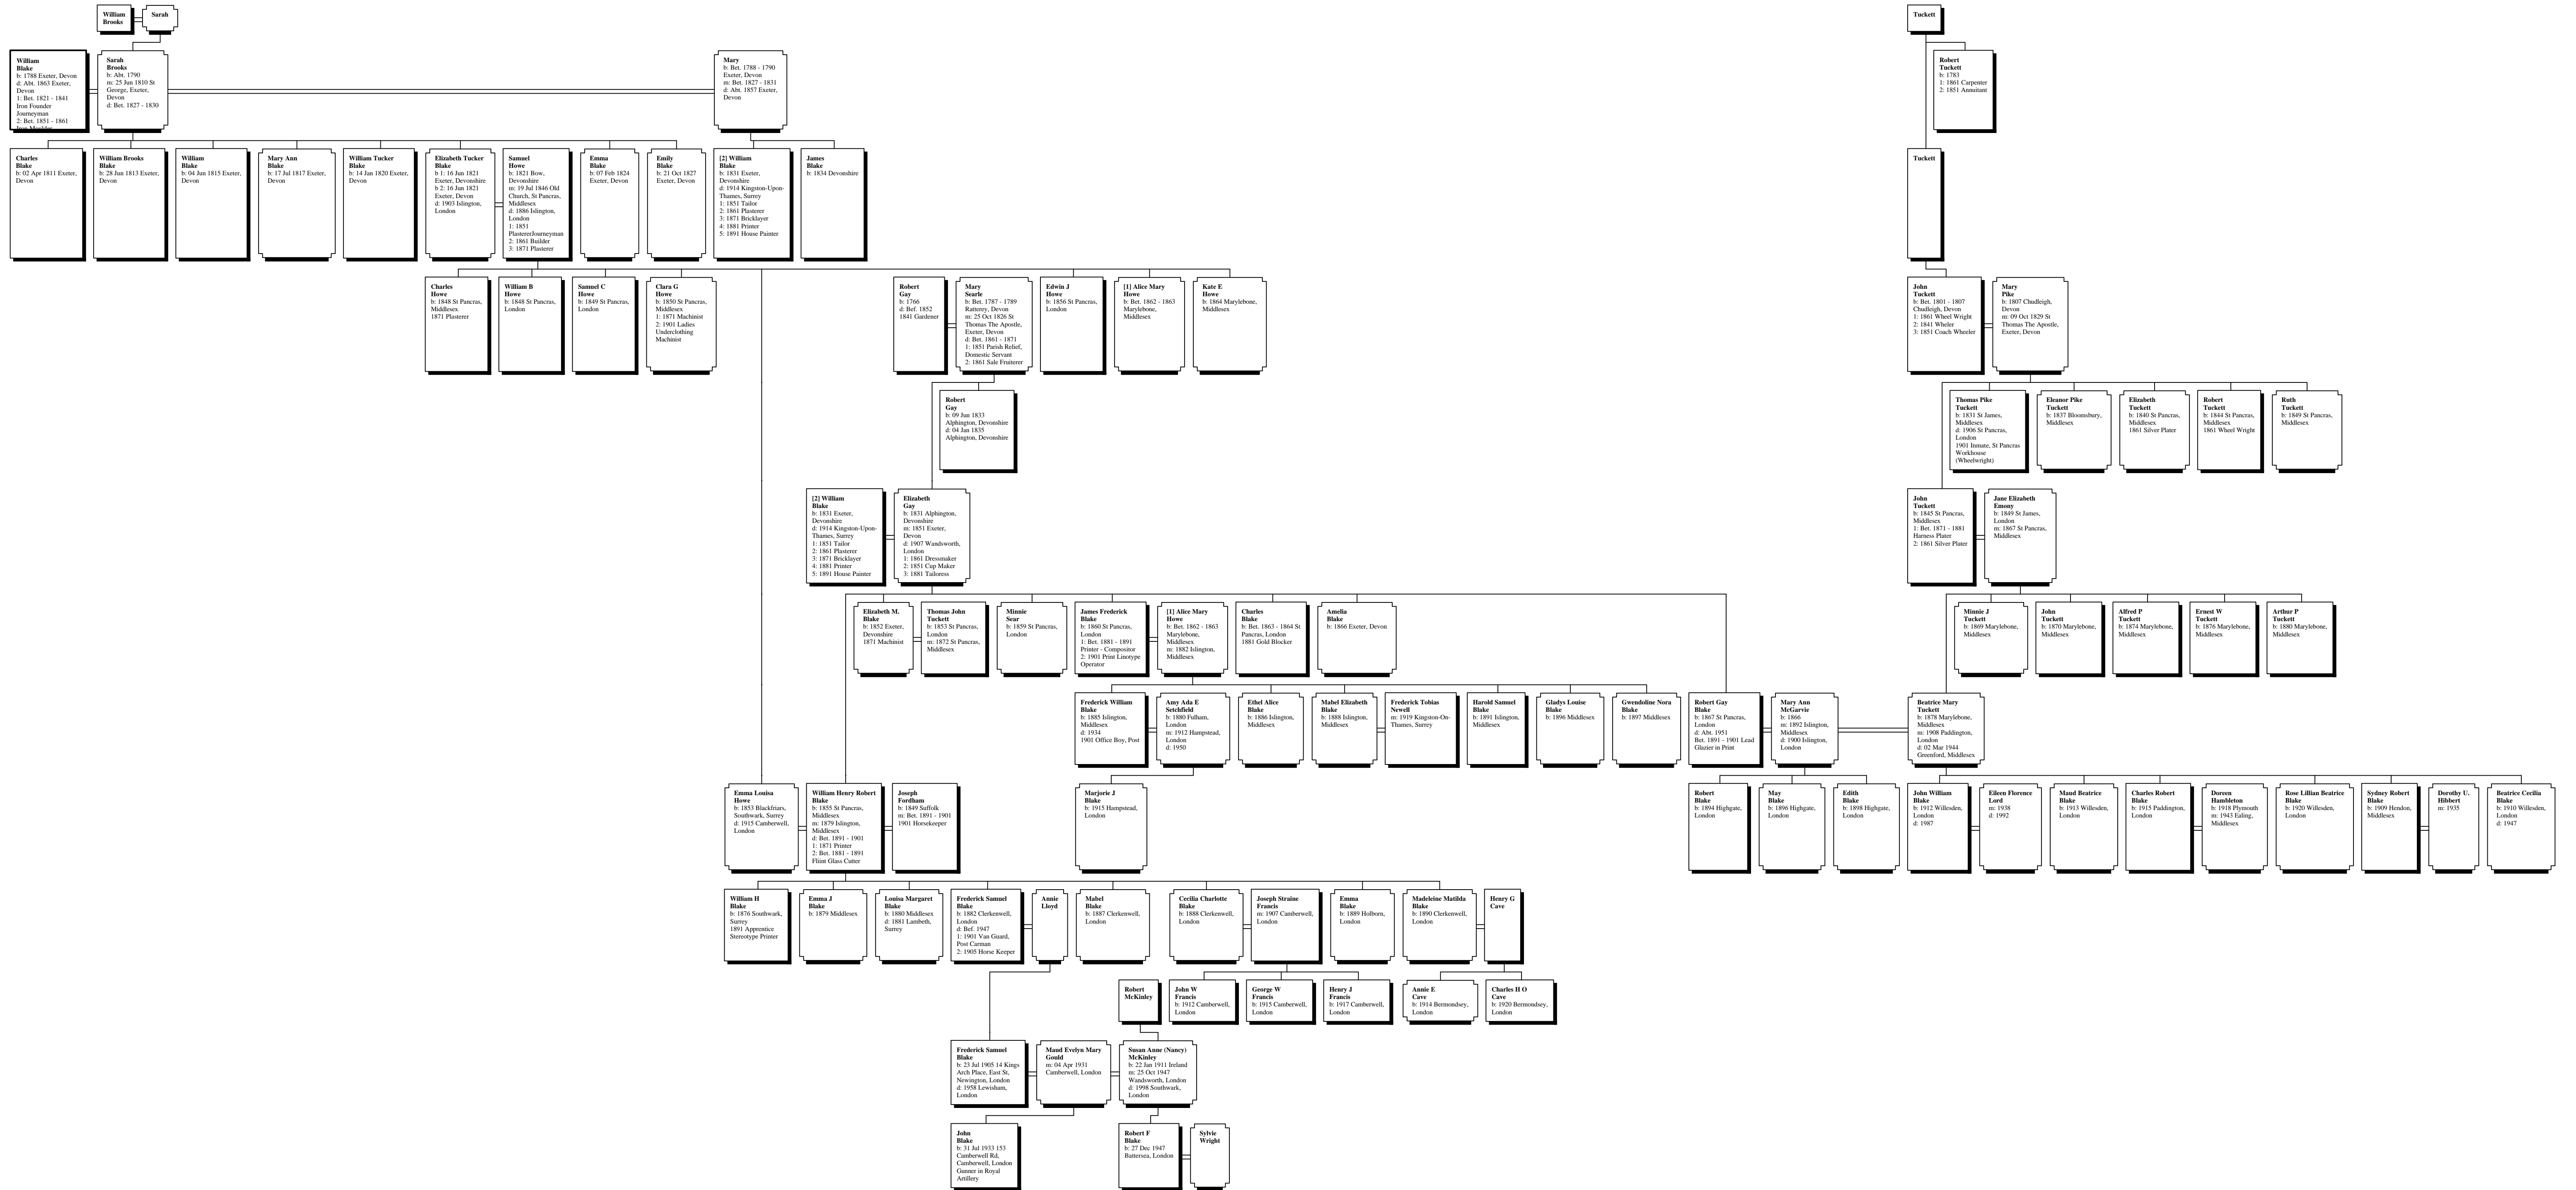 William
Brooks
Sarah
Tuckett
William
Blake
b: 1788 Exeter, Devon
d: Abt. 1863 Exeter,
Devon
1: Bet. 1821 - 1841
Iron Founder
Journeyman
2: Bet. 1851 - 1861
Iron Moulder
Sarah
Brooks
b: Abt. 1790
m: 25 Jun 1810 St
George, Exeter,
Devon
d: Bet. 1827 - 1830
Mary
b: Bet. 1788 - 1790
Exeter, Devon
m: Bet. 1827 - 1831
d: Abt. 1857 Exeter,
Devon
Robert
Tuckett
b: 1783
1: 1861 Carpenter
2: 1851 Annuitant
Charles
Blake
b: 02 Apr 1811 Exeter,
Devon
William Brooks
Blake
b: 28 Jun 1813 Exeter,
Devon
William
Blake
b: 04 Jun 1815 Exeter,
Devon
Mary Ann
Blake
b: 17 Jul 1817 Exeter,
Devon
William Tucker
Blake
b: 14 Jan 1820 Exeter,
Devon
Elizabeth Tucker
Blake
b 1: 16 Jun 1821
Exeter, Devonshire
b 2: 16 Jun 1821
Exeter, Devon
d: 1903 Islington,
London
Samuel
Howe
b: 1821 Bow,
Devonshire
m: 19 Jul 1846 Old
Church, St Pancras,
Middlesex
d: 1886 Islington,
London
1: 1851
PlastererJourneyman
2: 1861 Builder
3: 1871 Plasterer
Emma
Blake
b: 07 Feb 1824
Exeter, Devon
Emily
Blake
b: 21 Oct 1827
Exeter, Devon
[2] William
Blake
b: 1831 Exeter,
Devonshire
d: 1914 Kingston-Upon-
Thames, Surrey
1: 1851 Tailor
2: 1861 Plasterer
3: 1871 Bricklayer
4: 1881 Printer
5: 1891 House Painter
James
Blake
b: 1834 Devonshire
Tuckett
Charles
Howe
b: 1848 St Pancras,
Middlesex
1871 Plasterer
William B
Howe
b: 1848 St Pancras,
London
Samuel C
Howe
b: 1849 St Pancras,
London
Clara G
Howe
b: 1850 St Pancras,
Middlesex
1: 1871 Machinist
2: 1901 Ladies
Underclothing
Machinist
Robert
Gay
b: 1766
d: Bef. 1852
1841 Gardener
Mary
Searle
b: Bet. 1787 - 1789
Ratterey, Devon
m: 25 Oct 1826 St
Thomas The Apostle,
Exeter, Devon
d: Bet. 1861 - 1871
1: 1851 Parish Relief,
Domestic Servant
2: 1861 Sale Fruiterer
Edwin J
Howe
b: 1856 St Pancras,
London
[1] Alice Mary
Howe
b: Bet. 1862 - 1863
Marylebone,
Middlesex
Kate E
Howe
b: 1864 Marylebone,
Middlesex
John
Tuckett
b: Bet. 1801 - 1807
Chudleigh, Devon
1: 1861 Wheel Wright
2: 1841 Wheler
3: 1851 Coach Wheeler
Mary
Pike
b: 1807 Chudleigh,
Devon
m: 09 Oct 1829 St
Thomas The Apostle,
Exeter, Devon
Robert
Gay
b: 09 Jun 1833
Alphington, Devonshire
d: 04 Jan 1835
Alphington, Devonshire
Thomas Pike
Tuckett
b: 1831 St James,
Middlesex
d: 1906 St Pancras,
London
1901 Inmate, St Pancras
Workhouse
(Wheelwright)
Eleanor Pike
Tuckett
b: 1837 Bloomsbury,
Middlesex
Elizabeth
Tuckett
b: 1840 St Pancras,
Middlesex
1861 Silver Plater
Robert
Tuckett
b: 1844 St Pancras,
Middlesex
1861 Wheel Wright
Ruth
Tuckett
b: 1849 St Pancras,
Middlesex
[2] William
Blake
b: 1831 Exeter,
Devonshire
d: 1914 Kingston-Upon-
Thames, Surrey
1: 1851 Tailor
2: 1861 Plasterer
3: 1871 Bricklayer
4: 1881 Printer
5: 1891 House Painter
Elizabeth
Gay
b: 1831 Alphington,
Devonshire
m: 1851 Exeter,
Devon
d: 1907 Wandsworth,
London
1: 1861 Dressmaker
2: 1851 Cup Maker
3: 1881 Tailoress
John
Tuckett
b: 1845 St Pancras,
Middlesex
1: Bet. 1871 - 1881
Harness Plater
2: 1861 Silver Plater
Jane Elizabeth
Emony
b: 1849 St James,
London
m: 1867 St Pancras,
Middlesex
Elizabeth M.
Blake
b: 1852 Exeter,
Devonshire
1871 Machinist
Thomas John
Tuckett
b: 1853 St Pancras,
London
m: 1872 St Pancras,
Middlesex
Minnie
Sear
b: 1859 St Pancras,
London
James Frederick
Blake
b: 1860 St Pancras,
London
1: Bet. 1881 - 1891
Printer - Compositor
2: 1901 Print Linotype
Operator
[1] Alice Mary
Howe
b: Bet. 1862 - 1863
Marylebone,
Middlesex
m: 1882 Islington,
Middlesex
Charles
Blake
b: Bet. 1863 - 1864 St
Pancras, London
1881 Gold Blocker
Amelia
Blake
b: 1866 Exeter, Devon
Minnie J
Tuckett
b: 1869 Marylebone,
Middlesex
John
Tuckett
b: 1870 Marylebone,
Middlesex
Alfred P
Tuckett
b: 1874 Marylebone,
Middlesex
Ernest W
Tuckett
b: 1876 Marylebone,
Middlesex
Arthur P
Tuckett
b: 1880 Marylebone,
Middlesex
Frederick William
Blake
b: 1885 Islington,
Middlesex
d: 1934
1901 Office Boy, Post
Amy Ada E
Setchfield
b: 1880 Fulham,
London
m: 1912 Hampstead,
London
d: 1950
Ethel Alice
Blake
b: 1886 Islington,
Middlesex
Mabel Elizabeth
Blake
b: 1888 Islington,
Middlesex
Frederick Tobias
Newell
m: 1919 Kingston-On-
Thames, Surrey
Harold Samuel
Blake
b: 1891 Islington,
Middlesex
Gladys Louise
Blake
b: 1896 Middlesex
Gwendoline Nora
Blake
b: 1897 Middlesex
Robert Gay
Blake
b: 1867 St Pancras,
London
d: Abt. 1951
Bet. 1891 - 1901 Lead
Glazier in Print
Mary Ann
McGarvie
b: 1866
m: 1892 Islington,
Middlesex
d: 1900 Islington,
London
Beatrice Mary
Tuckett
b: 1878 Marylebone,
Middlesex
m: 1908 Paddington,
London
d: 02 Mar 1944
Greenford, Middlesex
Emma Louisa
Howe
b: 1853 Blackfriars,
Southwark, Surrey
d: 1915 Camberwell,
London
William Henry Robert
Blake
b: 1855 St Pancras,
Middlesex
m: 1879 Islington,
Middlesex
d: Bet. 1891 - 1901
1: 1871 Printer
2: Bet. 1881 - 1891
Fliint Glass Cutter
Joseph
Fordham
b: 1849 Suffolk
m: Bet. 1891 - 1901
1901 Horsekeeper
Marjorie J
Blake
b: 1915 Hampstead,
London
Robert
Blake
b: 1894 Highgate,
London
May
Blake
b: 1896 Highgate,
London
Edith
Blake
b: 1898 Highgate,
London
John William
Blake
b: 1912 Willesden,
London
d: 1987
Eileen Florence
Lord
m: 1938
d: 1992
Maud Beatrice
Blake
b: 1913 Willesden,
London
Charles Robert
Blake
b: 1915 Paddington,
London
Doreen
Hambleton
b: 1918 Plymouth
m: 1943 Ealing,
Middlesex
Rose Lillian Beatrice
Blake
b: 1920 Willesden,
London
Sydney Robert
Blake
b: 1909 Hendon,
Middlesex
Dorothy U.
Hibbert
m: 1935
Beatrice Cecilia
Blake
b: 1910 Willesden,
London
d: 1947
William H
Blake
b: 1876 Southwark,
Surrey
1891 Apprentice
Stereotype Printer
Emma J
Blake
b: 1879 Middlesex
Louisa Margaret
Blake
b: 1880 Middlesex
d: 1881 Lambeth,
Surrey
Frederick Samuel
Blake
b: 1882 Clerkenwell,
London
d: Bef. 1947
1: 1901 Van Guard,
Post Carman
2: 1905 Horse Keeper
Annie
Lloyd
Mabel
Blake
b: 1887 Clerkenwell,
London
Cecilia Charlotte
Blake
b: 1888 Clerkenwell,
London
Joseph Straine
Francis
m: 1907 Camberwell,
London
Emma
Blake
b: 1889 Holborn,
London
Madeleine Matilda
Blake
b: 1890 Clerkenwell,
London
Henry G
Cave
Robert
McKinley
John W
Francis
b: 1912 Camberwell,
London
George W
Francis
b: 1915 Camberwell,
London
Henry J
Francis
b: 1917 Camberwell,
London
Annie E
Cave
b: 1914 Bermondsey,
London
Charles H O
Cave
b: 1920 Bermondsey,
London
Frederick Samuel
Blake
b: 23 Jul 1905 14 Kings
Arch Place, East St,
Newington, London
d: 1958 Lewisham,
London
Maud Evelyn Mary
Gould
m: 04 Apr 1931
Camberwell, London
Susan Anne (Nancy)
McKinley
b: 22 Jan 1911 Ireland
m: 25 Oct 1947
Wandsworth, London
d: 1998 Southwark,
London
John
Blake
b: 31 Jul 1933 153
Camberwell Rd,
Camberwell, London
Gunner in Royal
Artillery
Robert F
Blake
b: 27 Dec 1947
Battersea, London
Sylvie
Wright